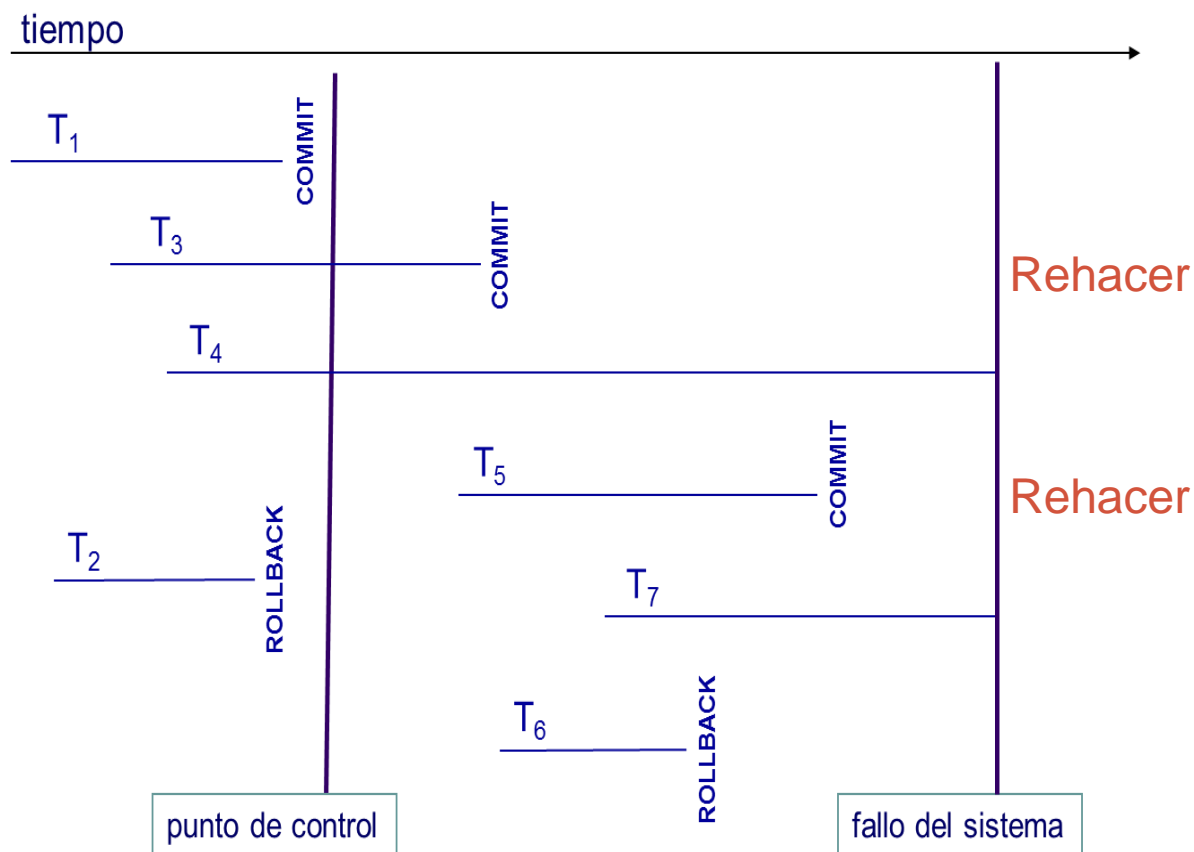 tiempo
T1
COMMIT
T3
COMMIT
Rehacer
T4
T5
COMMIT
Rehacer
T2
ROLLBACK
T7
T6
ROLLBACK
punto de control
fallo del sistema